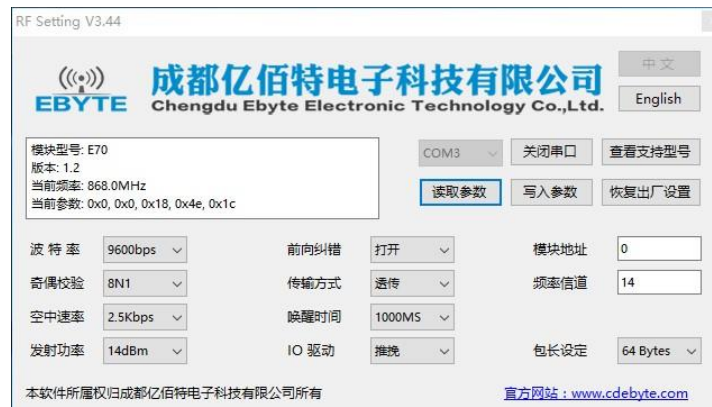 RF Setting V3.44
EBYTE
成都亿佰特电子科技有限公司
Chengdu Ebyte Electronic Technology Co.,Ltd.
中 文
English
模块型号: E70
版本: 1.2
当前频率: 868.0MHz
当前参数: 0x0, 0x0, 0x18, 0x4e, 0x1c
COM3 关闭串口 查看支持型号
读取参数 写入参数 恢复出厂设置
波 特 率 9600bps 前向纠错 打开 模块地址 0
奇偶校验 8N1 传输方式 透传 频率信道 14
空中速率 2.5Kbps 唤醒时间 1000MS
发射功率 14dBm IO 驱动 推挽 包长设定 64 Bytes
本软件所属权归成都亿佰特电子科技有限公司所有 官方网站：www.cdebyte.com